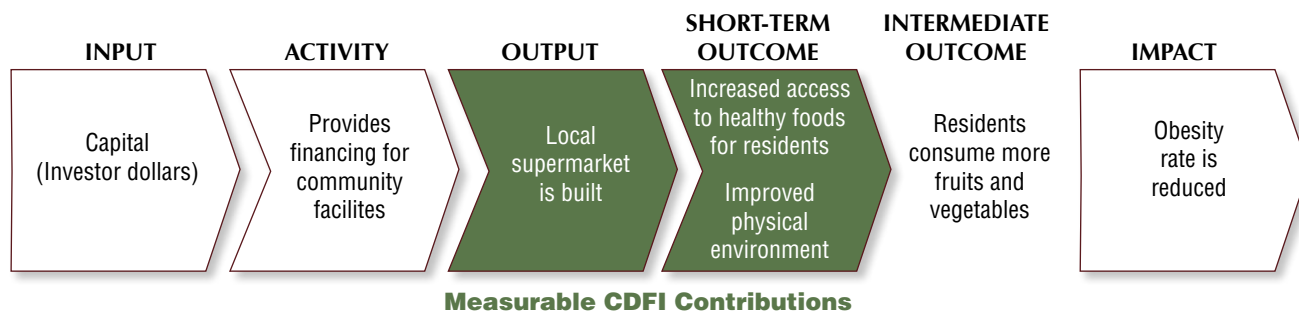 INPUT
Capital
(Investor dollars)
ACTIVITY
Provides
financing for
community
facilites
OUTPUT
Local
supermarket
is built
SHORT-TERM
OUTCOME
Increased access
to healthy foods
for residents
Improved
physical
environment
INTERMEDIATE
OUTCOME
Residents
consume more
fruits and
vegetables
IMPACT
Obesity
rate is
reduced
Measurable CDFI Contributions